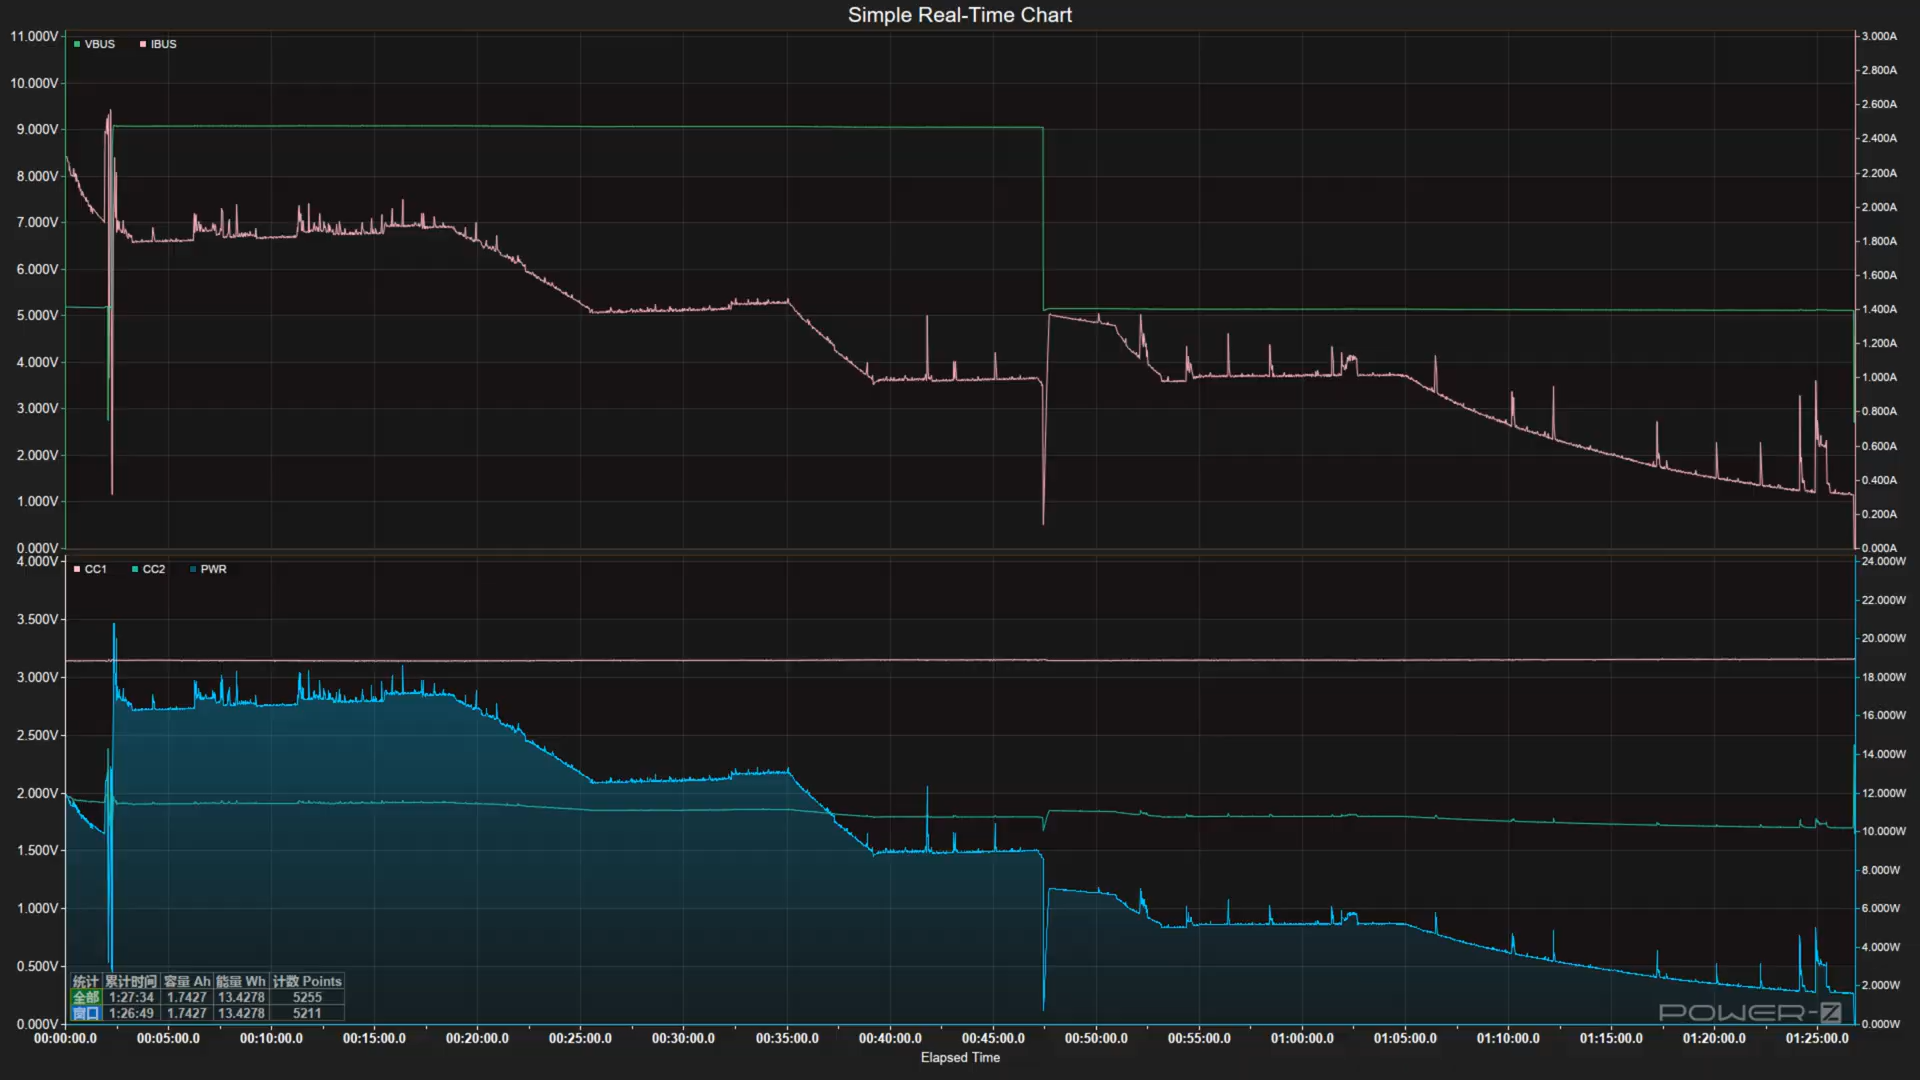 Simple Real-Time Chart
VBUS IBUS
11.000V
10.000V
9.000V
8.000V
7.000V
6.000V
5.000V
4.000V
3.000V
2.000V
1.000V
0.000V
3.000A
2.800A
2.600A
2.400A
2.200A
2.000A
1.800A
1.600A
1.400A
1.200A
1.000A
0.800A
0.600A
0.400A
0.200A
0.000A
CC1 CC2 PWR
4.000V
3.500V
3.000V
2.500V
2.000V
1.500V
1.000V
0.500V
0.000V
24.000W
22.000W
20.000W
18.000W
16.000W
14.000W
12.000W
10.000W
8.000W
6.000W
4.000W
2.000W
0.000W
统计 累计时间 容量 Ah 能量 Wh 计数 Points
全部 1:27:34 1.7427 13.4278 5255
窗口 1:26:49 1.7427 13.4278 5211
POWER-Z
00:00:00.0 00:05:00.0 00:10:00.0 00:15:00.0 00:20:00.0 00:25:00.0 00:30:00.0 00:35:00.0 00:40:00.0 00:45:00.0 00:50:00.0 00:55:00.0 01:00:00.0 01:05:00.0 01:10:00.0 01:15:00.0 01:20:00.0 01:25:00.0
Elapsed Time